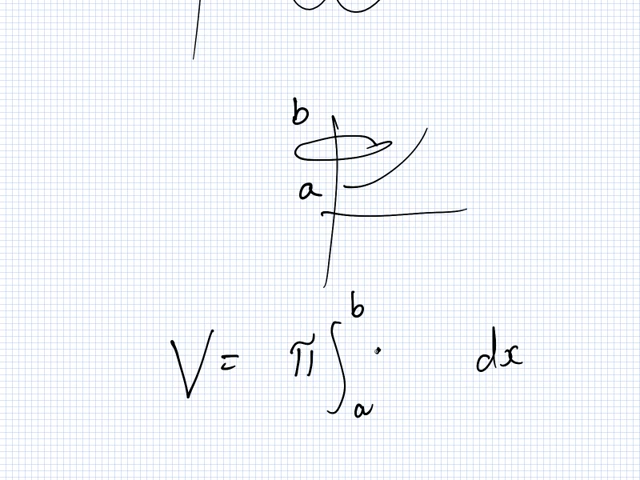 b
a
V = π∫_a^b dx